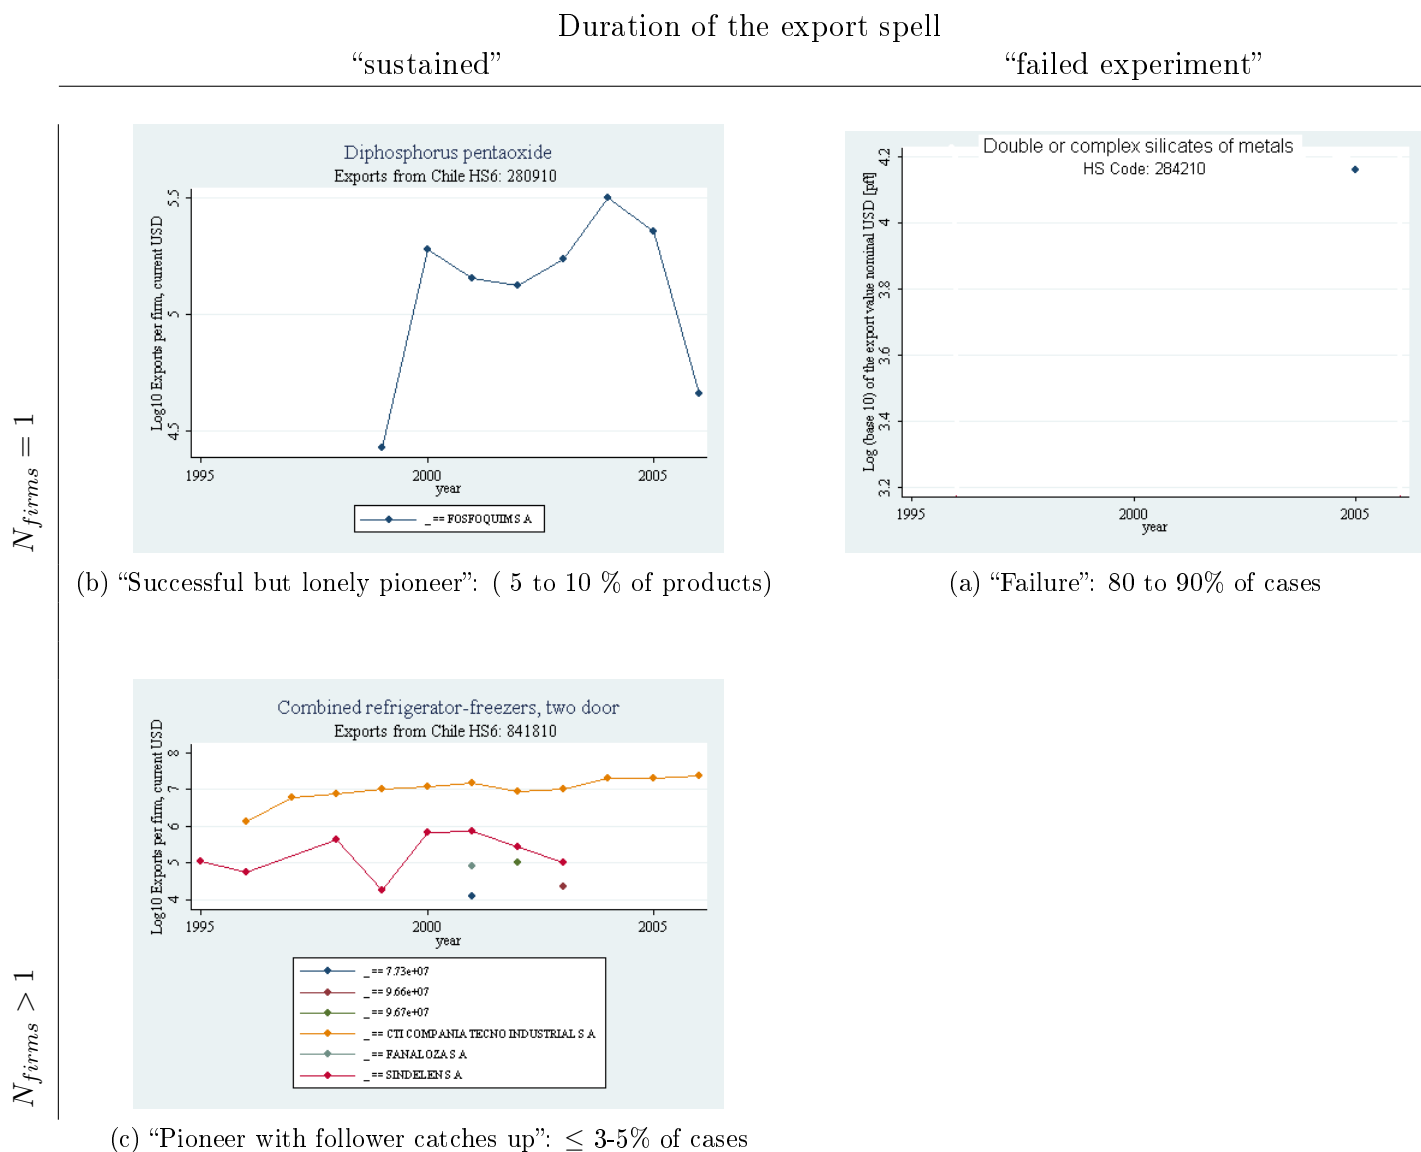 Duration of the export spell
“sustained”
“failed experiment”
N_firms = 1
Diphosphorus pentaoxide
Exports from Chile HS6: 280910
Log10 Exports per firm, current USD
5.5
5
4.5
1995 2000 2005
year
_ == FOSFOQUIM S A
(b) “Successful but lonely pioneer”: ( 5 to 10 % of products)
Double or complex silicates of metals
HS Code: 284210
Log (base 10) of the export value nominal USD [pfl]
4.2
4
3.8
3.6
3.4
3.2
1995 2000 2005
year
(a) “Failure”: 80 to 90% of cases
N_firms > 1
Combined refrigerator-freezers, two door
Exports from Chile HS6: 841810
Log10 Exports per firm, current USD
8
7
6
5
4
1995 2000 2005
year
_ == 7.73e+07
_ == 9.66e+07
_ == 9.67e+07
_ == CTI COMPANIA TECNO INDUSTRIAL S A
_ == FANALOZA S A
_ == SINDELEN S A
(c) “Pioneer with follower catches up”: ≤ 3-5% of cases